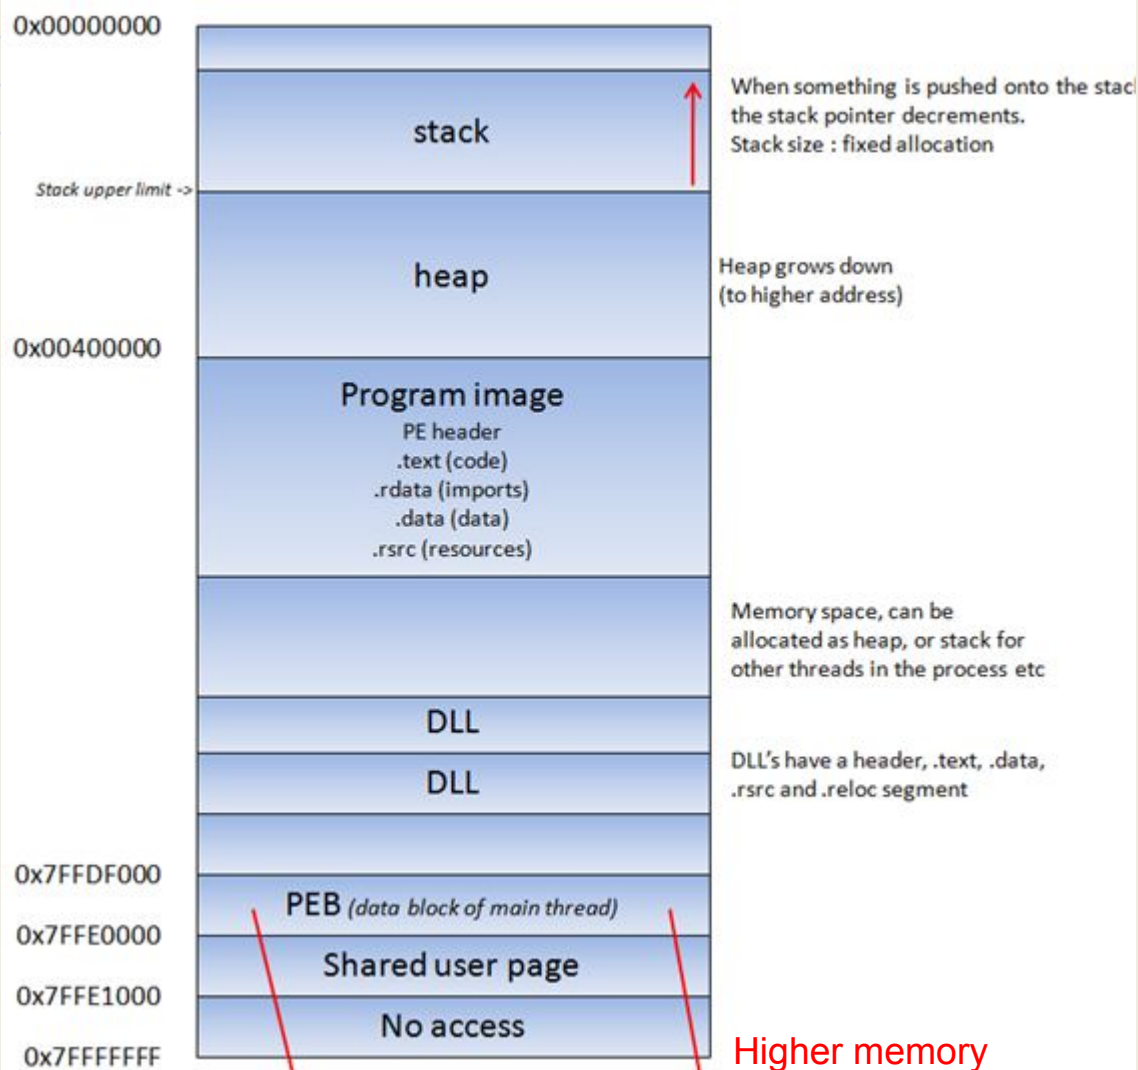 0x00000000
When something is pushed onto the stac
the stack pointer decrements.
Stack size : fixed allocation
stack
Stack upper limit ->
heap
Heap grows down
(to higher address)
0x00400000
Program image
PE header
.text (code)
.rdata (imports)
.data (data)
.rsrc (resources)
Memory space, can be
allocated as heap, or stack for
other threads in the process etc
DLL
DLL
DLL's have a header, .text, .data,
.rsrc and .reloc segment
0x7FFDF000
PEB (data block of main thread)
0x7FFE0000
Shared user page
0x7FFE1000
No access
0x7FFFFFFF
Higher memory